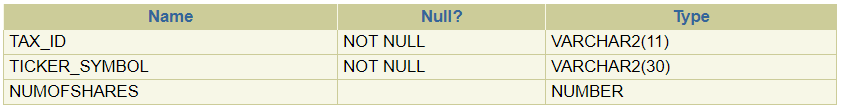 Name Null? Type
TAX_ID NOT NULL VARCHAR2(11)
TICKER_SYMBOL NOT NULL VARCHAR2(30)
NUMOFSHARES NUMBER